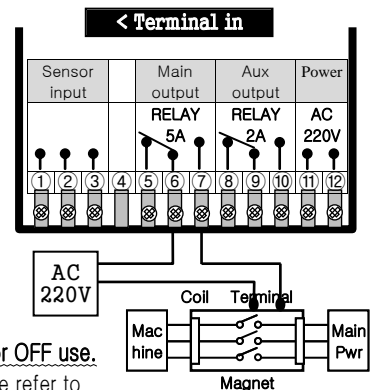 < Terminal in
Sensor input
Main output
Aux output
Power
RELAY 5A
RELAY 2A
AC 220V
① ② ③ ④ ⑤ ⑥ ⑦ ⑧ ⑨ ⑩ ⑪ ⑫
AC 220V
Coil Terminal
Mac hine
Main Pwr
Magnet
or OFF use.
e refer to